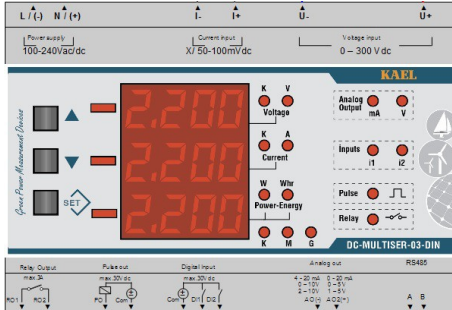 L / (-) N / (+) I- I+ U- U+
Power supply Current input Voltage input
100-240Vac/dc X/ 50-100mVdc 0 – 300 Vdc
KAEL
Green Power Measurement Devices
2.200
2.200
2.200
SET
K V
Voltage
K A
Current
W Whr
Power-Energy
K M G
Analog Output
mA V
Inputs
i1 i2
Pulse
Relay
DC-MULTISER-03-DIN
Relay Output Pulse out Digital Input Analog out RS485
max.3A max.30Vdc max.30V dc
4 – 20 mA 0 – 20 mA
0 – 10V 0 – 5V
2 – 10V 1 – 5V
RO1 RO2 PO Com Com DI1 DI2 AO(-) AO2(+) A B